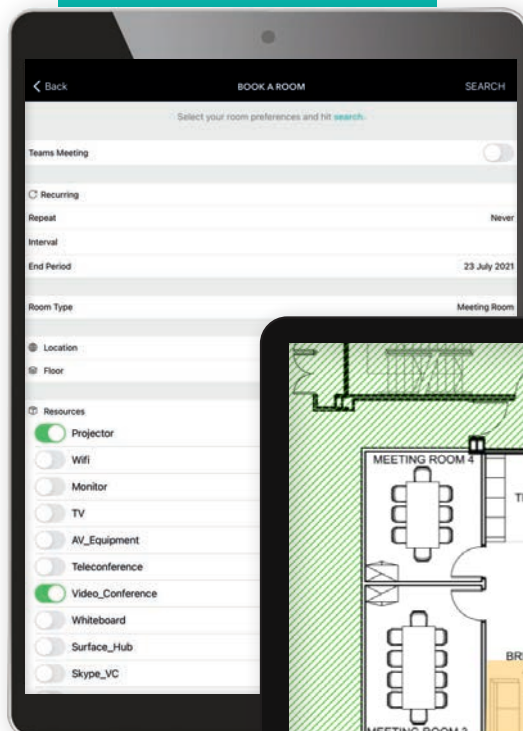 Back BOOK A ROOM SEARCH
Select your room preferences and hit search.
Teams Meeting
Recurring
Repeat Never
Interval
End Period 23 July 2021
Room Type Meeting Room
Location
Floor
Resources
Projector
Wifi
Monitor
TV
AV_Equipment
Teleconference
Video_Conference
Whiteboard
Surface_Hub
Skype_VC
MEETING ROOM 4